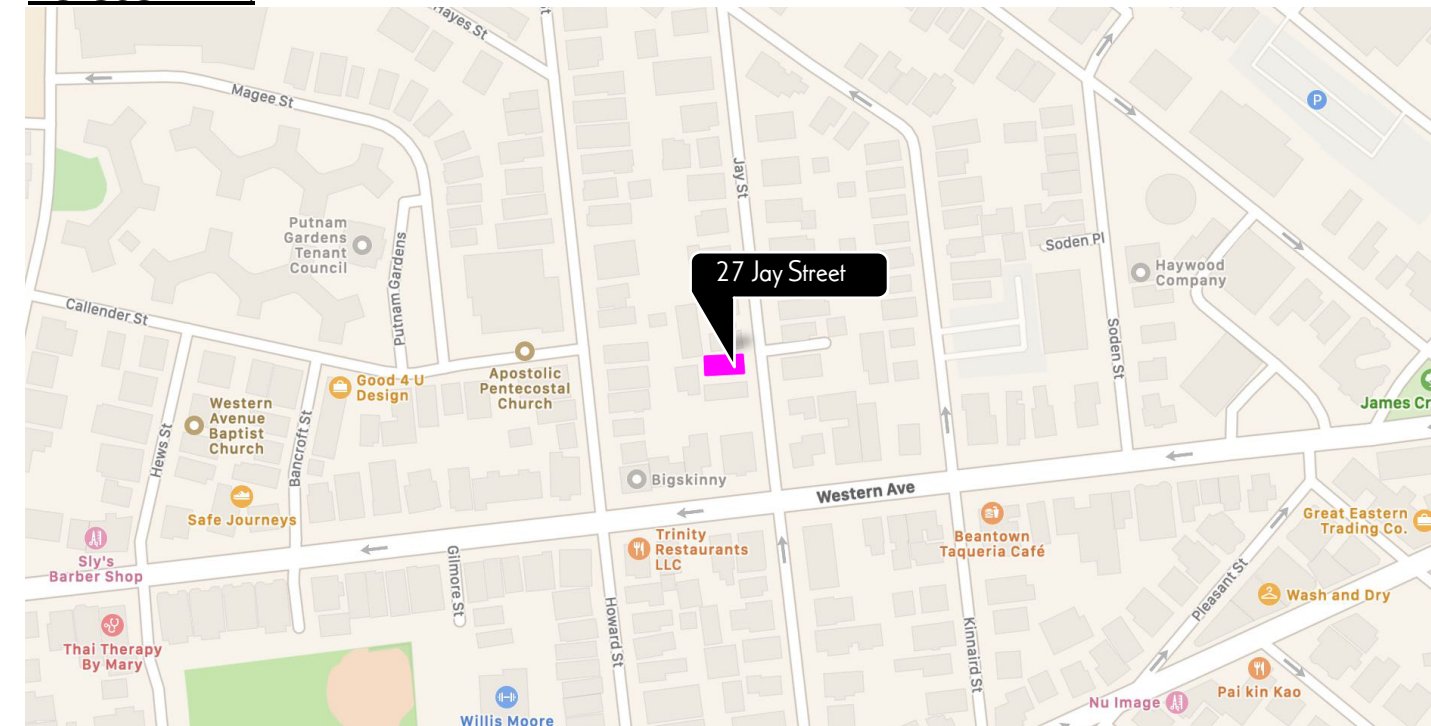 Hayes St
Magee St
Jay St
Putnam
Gardens
Tenant
Council
Putnam Gardens
Soden Pl
Haywood
Company
27 Jay Street
Callender St
Soden St
Apostolic
Pentecostal
Church
Good 4 U
Design
James Cr
Western
Avenue
Baptist
Church
Hews St
Bancroft St
Bigskinny
Western Ave
Safe Journeys
Trinity
Restaurants
LLC
Beantown
Taqueria Café
Great Eastern
Trading Co.
Sly's
Barber Shop
Gilmore St
Howard St
Kinnaird St
Pleasant St
Wash and Dry
Thai Therapy
By Mary
Willis Moore
Nu Image
Pai kin Kao
P